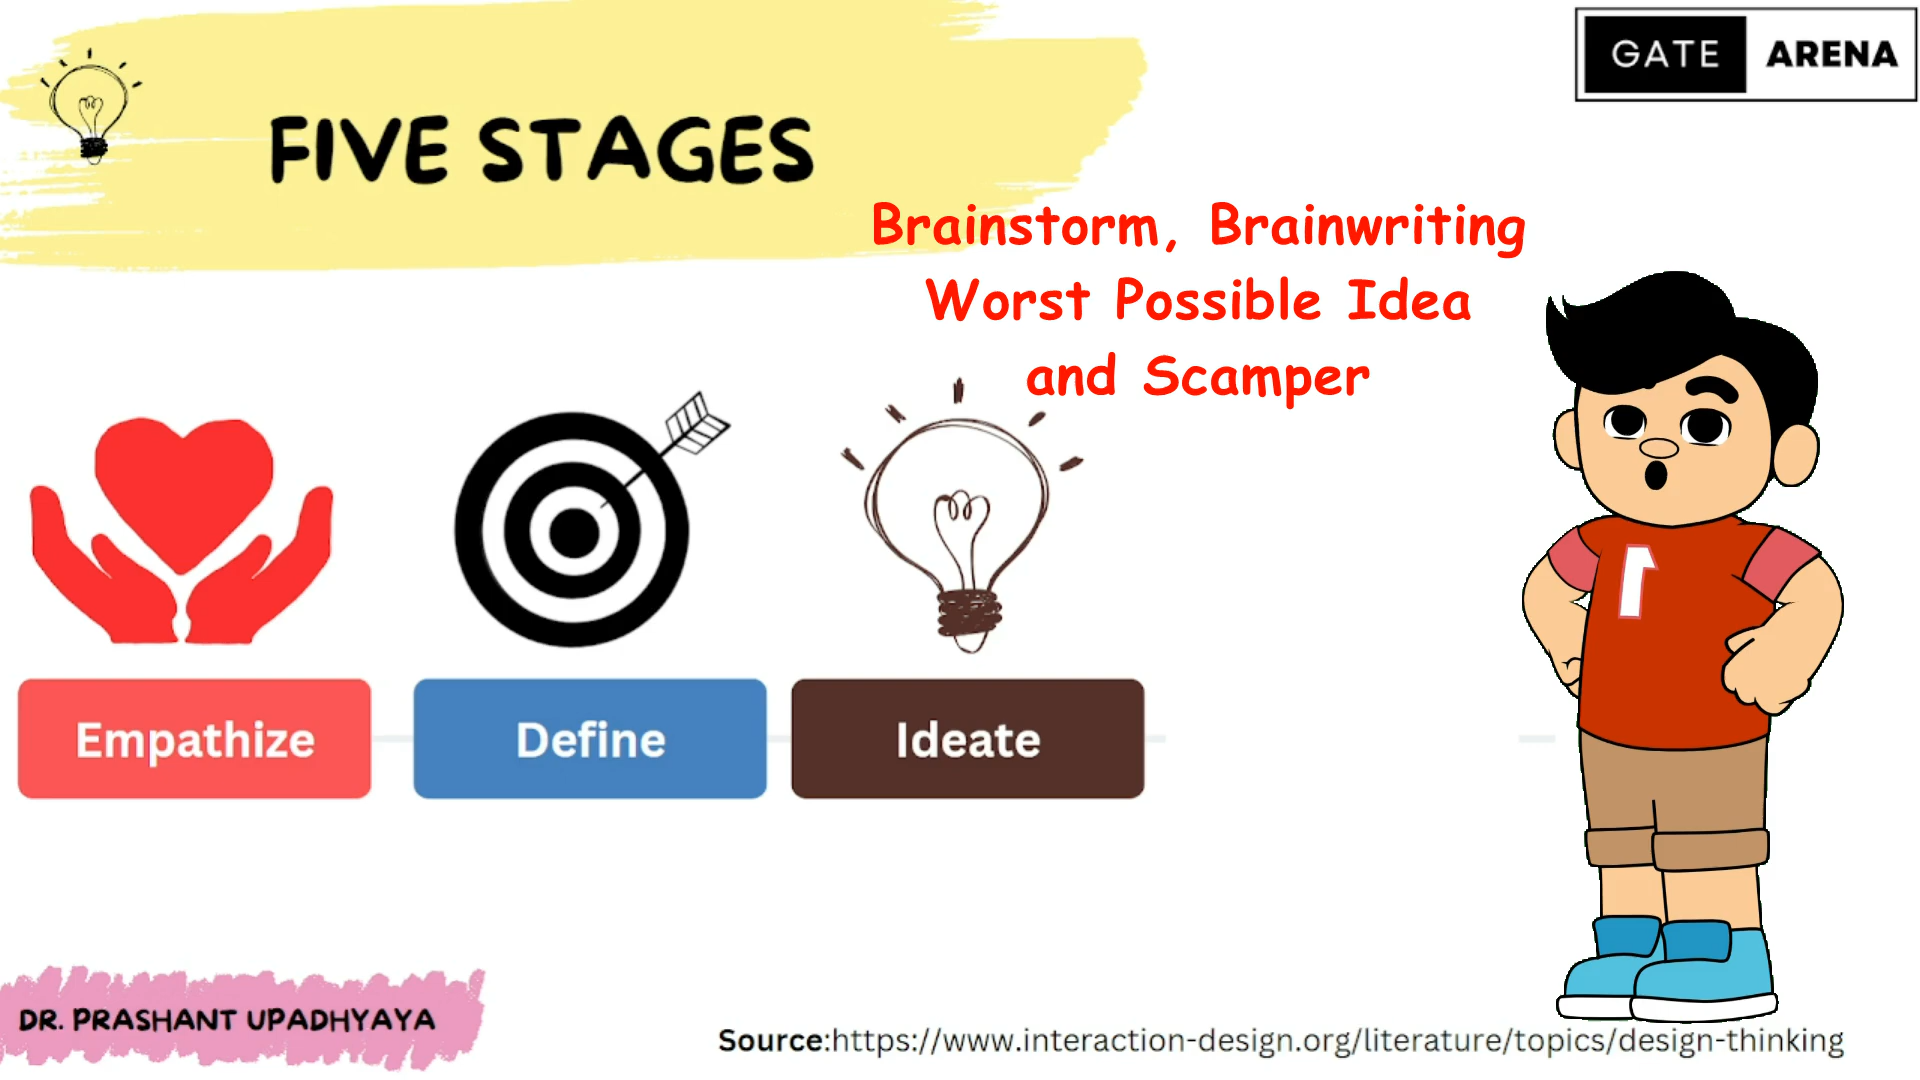 GATE ARENA
FIVE STAGES
Brainstorm, Brainwriting
Worst Possible Idea
and Scamper
1
Empathize
Define
Ideate
DR. PRASHANT UPADHYAYA
Source:https://www.interaction-design.org/literature/topics/design-thinking